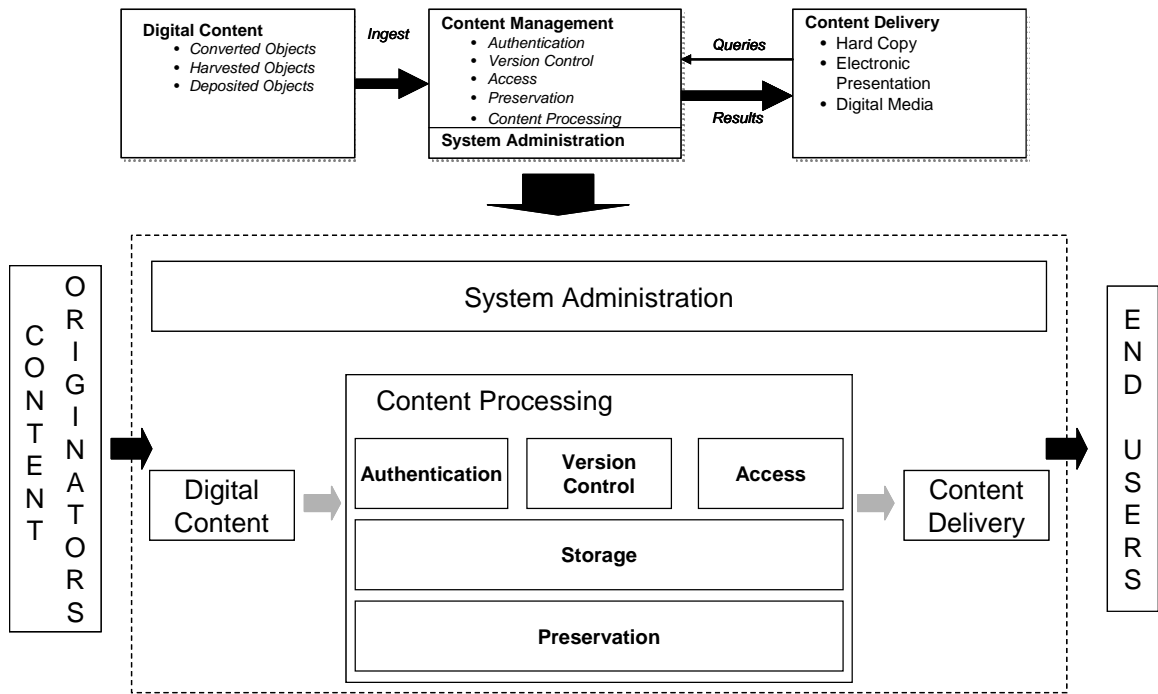 Digital Content
• Converted Objects
• Harvested Objects
• Deposited Objects
Ingest
Content Management
• Authentication
• Version Control
• Access
• Preservation
• Content Processing
System Administration
Queries
Results
Content Delivery
• Hard Copy
• Electronic
Presentation
• Digital Media
CONTENT
ORIGINATORS
System Administration
Digital
Content
Content Processing
Authentication
Version
Control
Access
Storage
Preservation
Content
Delivery
END USERS